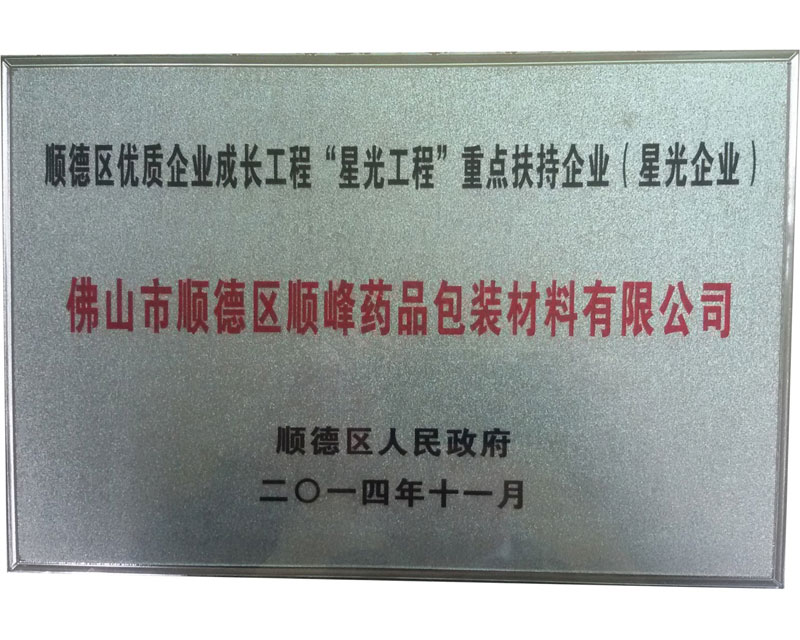 顺德区优质企业成长工程“星光工程”重点扶持企业（星光企业）
佛山市顺德区顺峰药品包装材料有限公司
顺德区人民政府
二〇一四年十一月